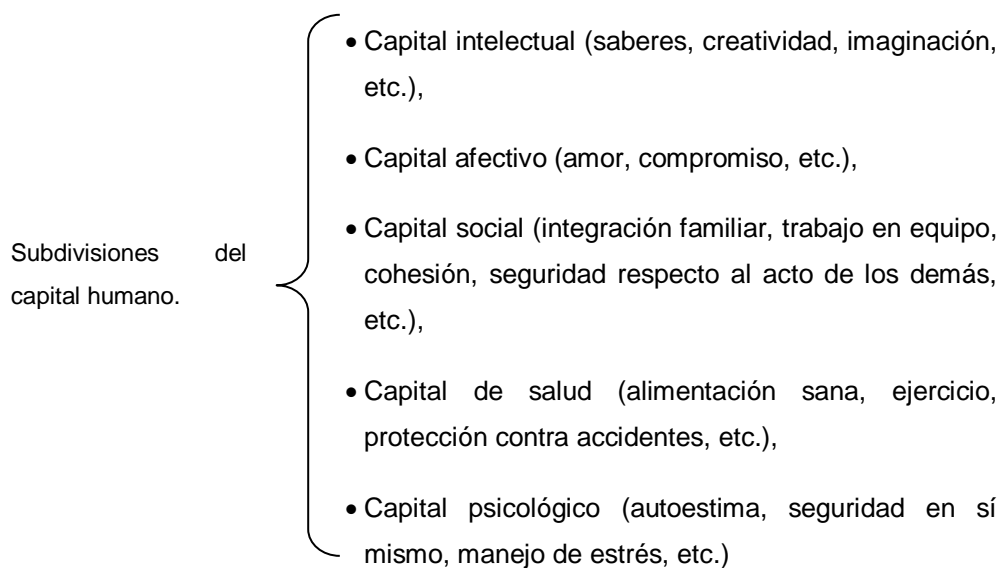 Subdivisiones del
capital humano.
• Capital intelectual (saberes, creatividad, imaginación,
etc.),
• Capital afectivo (amor, compromiso, etc.),
• Capital social (integración familiar, trabajo en equipo,
cohesión, seguridad respecto al acto de los demás,
etc.),
• Capital de salud (alimentación sana, ejercicio,
protección contra accidentes, etc.),
• Capital psicológico (autoestima, seguridad en sí
mismo, manejo de estrés, etc.)